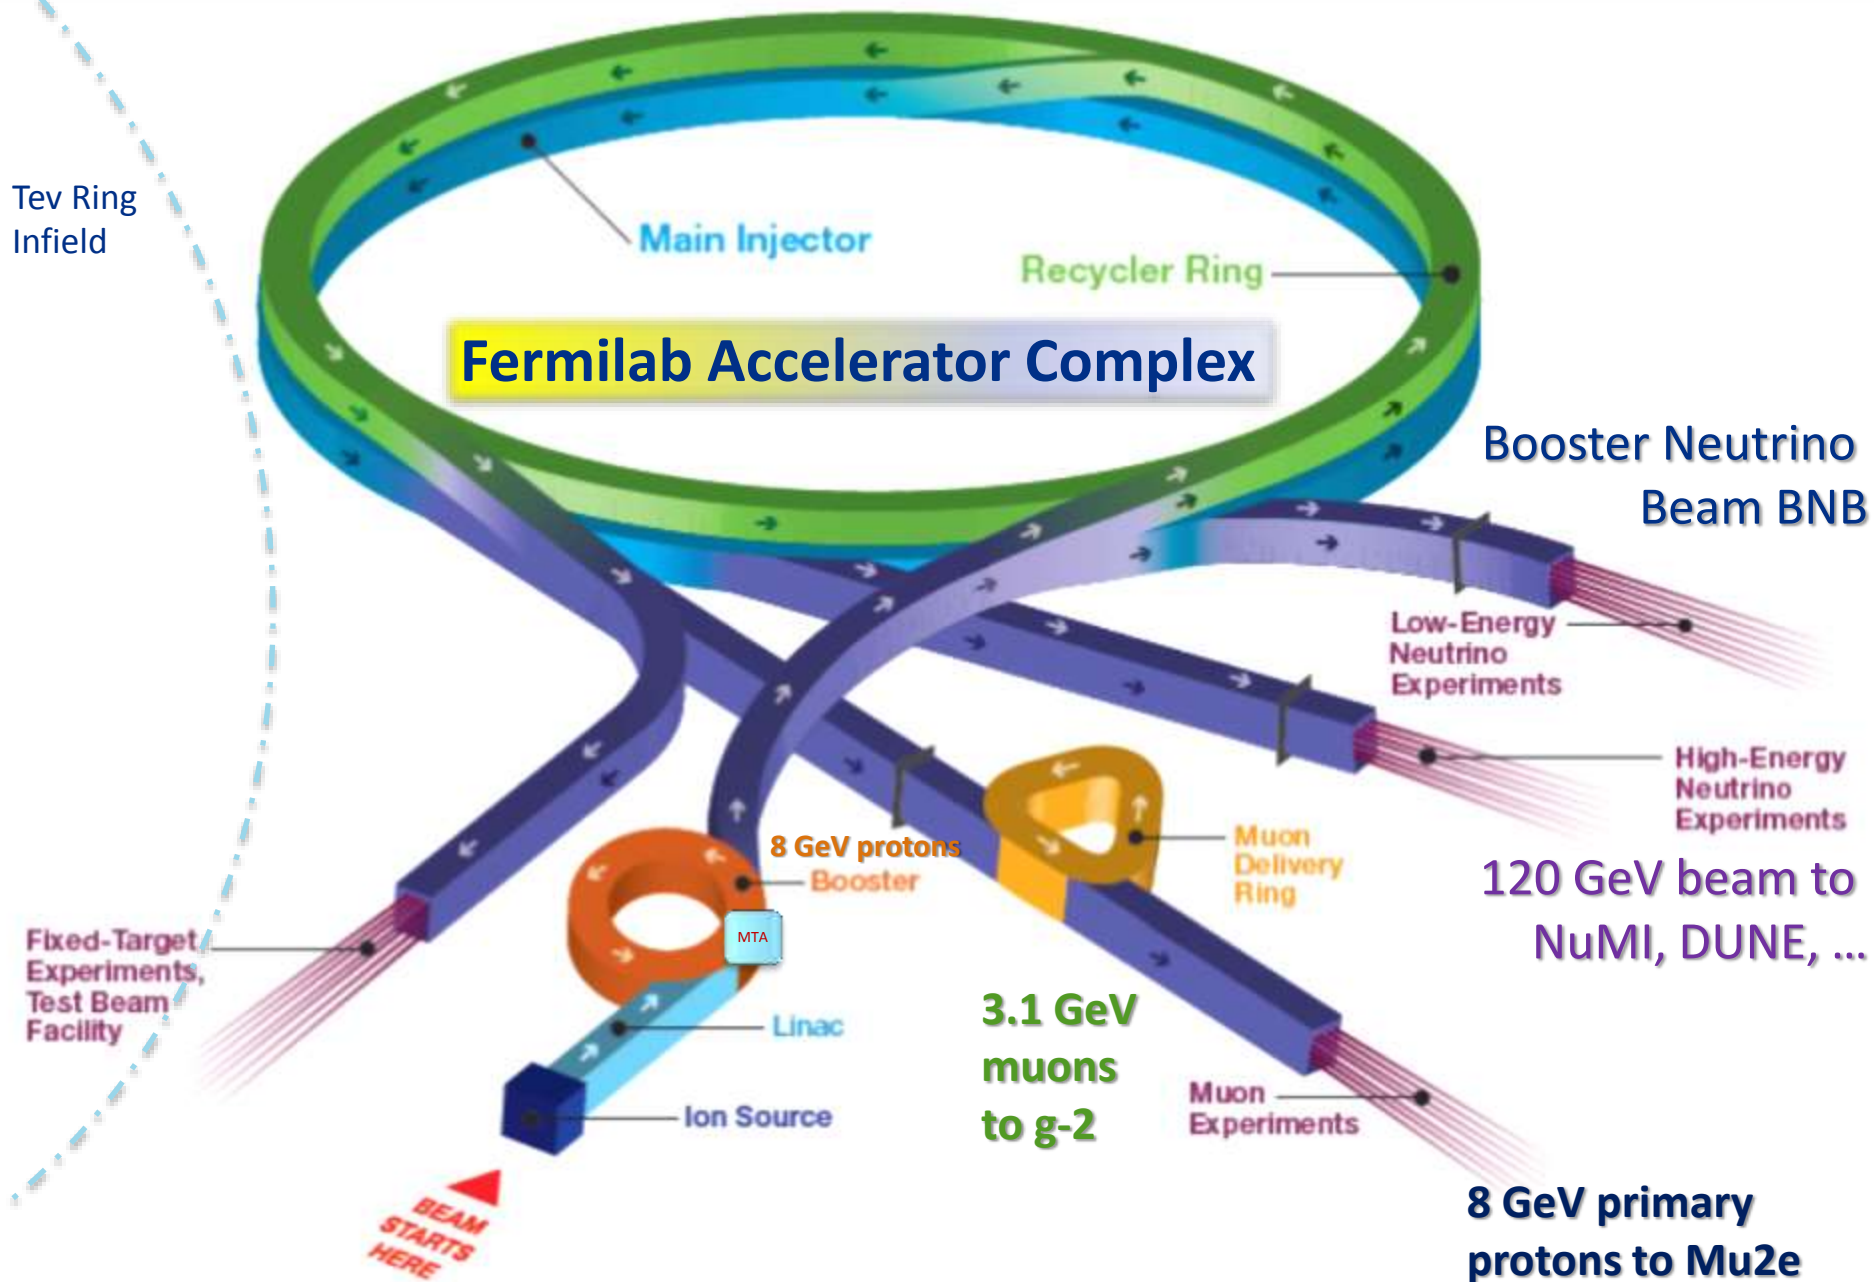 Tev Ring
Infield
Main Injector
Recycler Ring
Fermilab Accelerator Complex
Booster Neutrino
Beam BNB
Low-Energy
Neutrino
Experiments
High-Energy
Neutrino
Experiments
120 GeV beam to
NuMI, DUNE, ...
8 GeV protons
Booster
Muon
Delivery
Ring
MTA
Fixed-Target
Experiments,
Test Beam
Facility
Linac
Ion Source
3.1 GeV
muons
to g-2
Muon
Experiments
BEAM
STARTS
HERE
8 GeV primary
protons to Mu2e